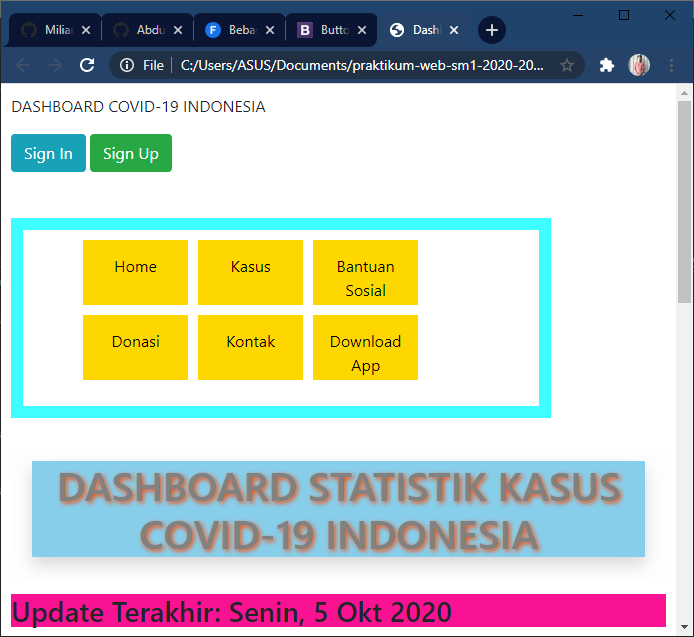 Milian
Abdu
Beba
Butto
Dash
File
C:/Users/ASUS/Documents/praktikum-web-sm1-2020-20...
DASHBOARD COVID-19 INDONESIA
Sign In
Sign Up
Home
Kasus
Bantuan
Sosial
Donasi
Kontak
Download
App
DASHBOARD STATISTIK KASUS
COVID-19 INDONESIA
Update Terakhir: Senin, 5 Okt 2020